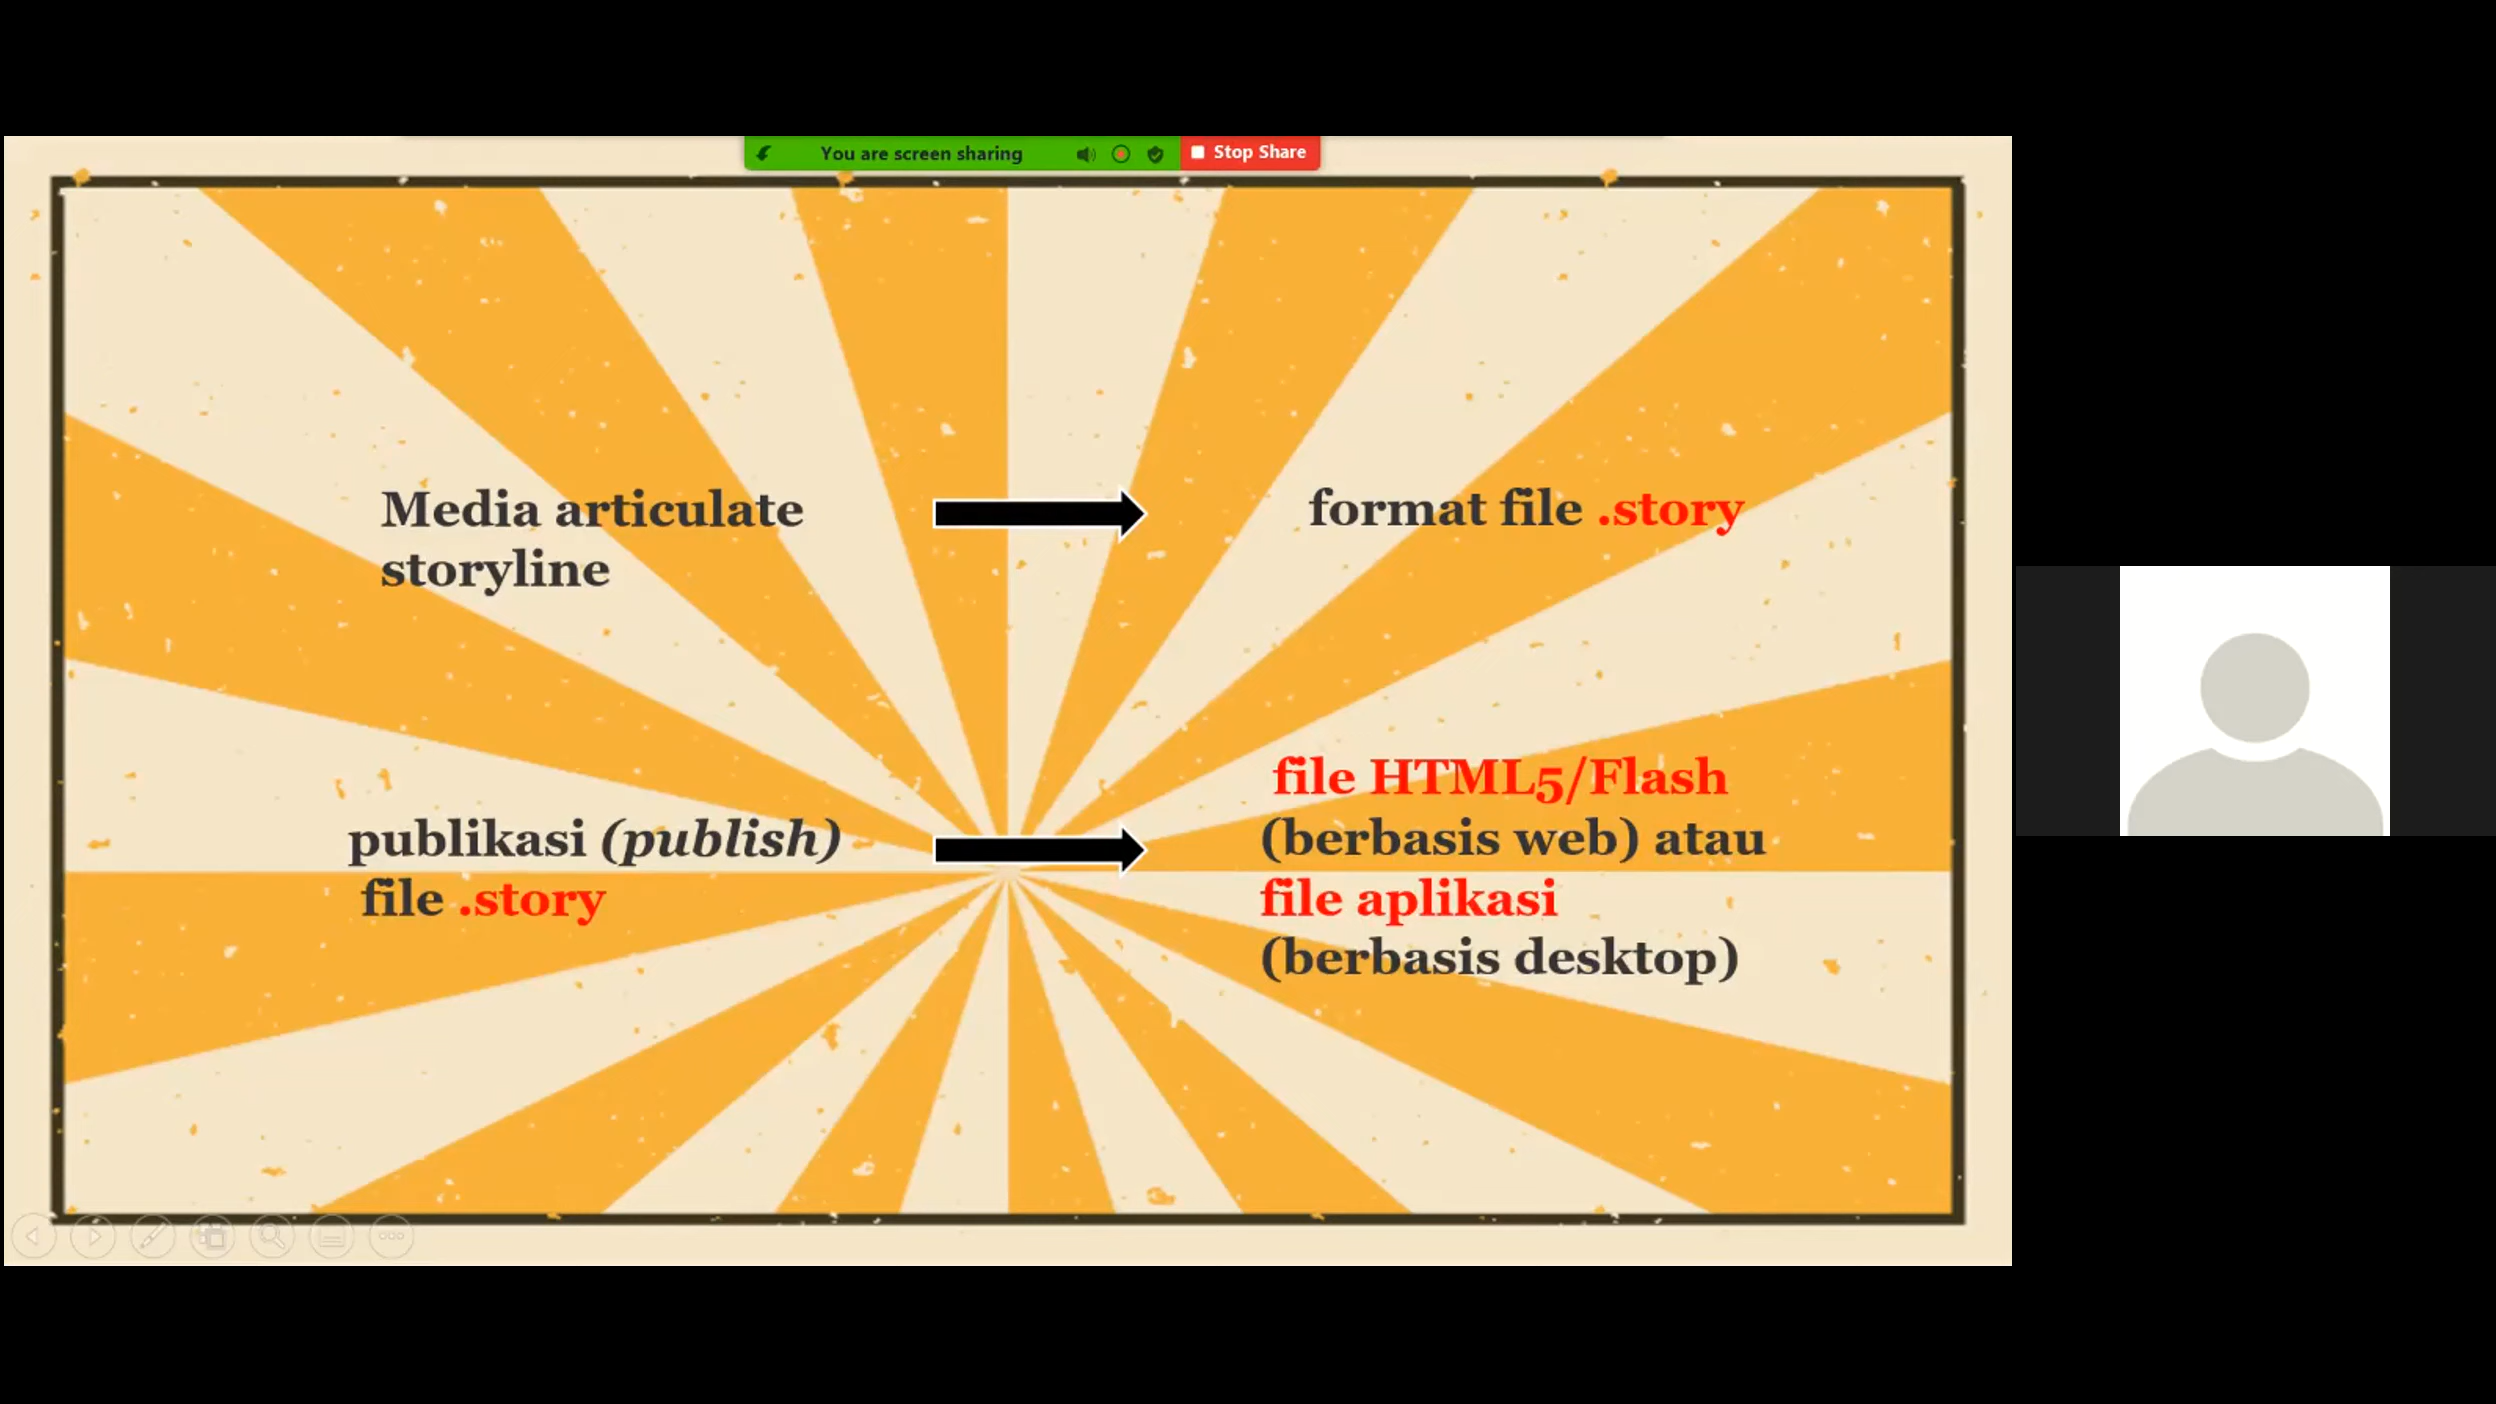 You are screen sharing
Stop Share
Media articulate
storyline
format file .story
publikasi (publish)
file .story
file HTML5/Flash
(berbasis web) atau
file aplikasi
(berbasis desktop)